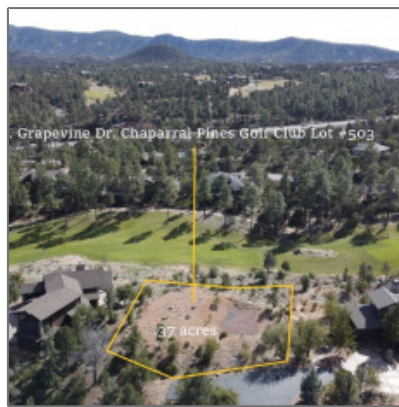 . Grapevine Dr. Chaparral Pines Golf Club Lot #503
.37 acres